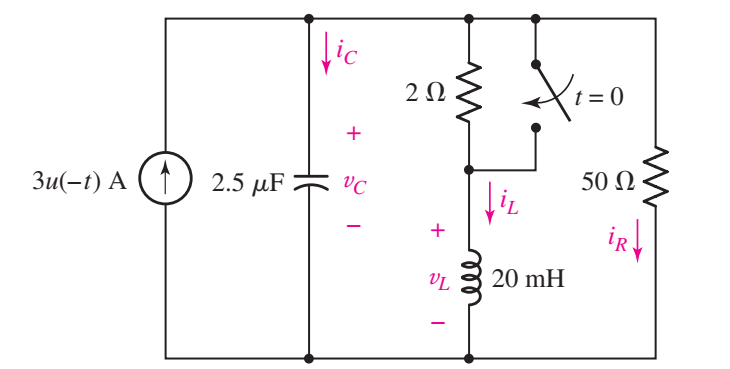 i_C
2 Ω
t = 0
+
3u(−t) A
2.5 μF
v_C
50 Ω
−
i_L
+
i_R
v_L
20 mH
−